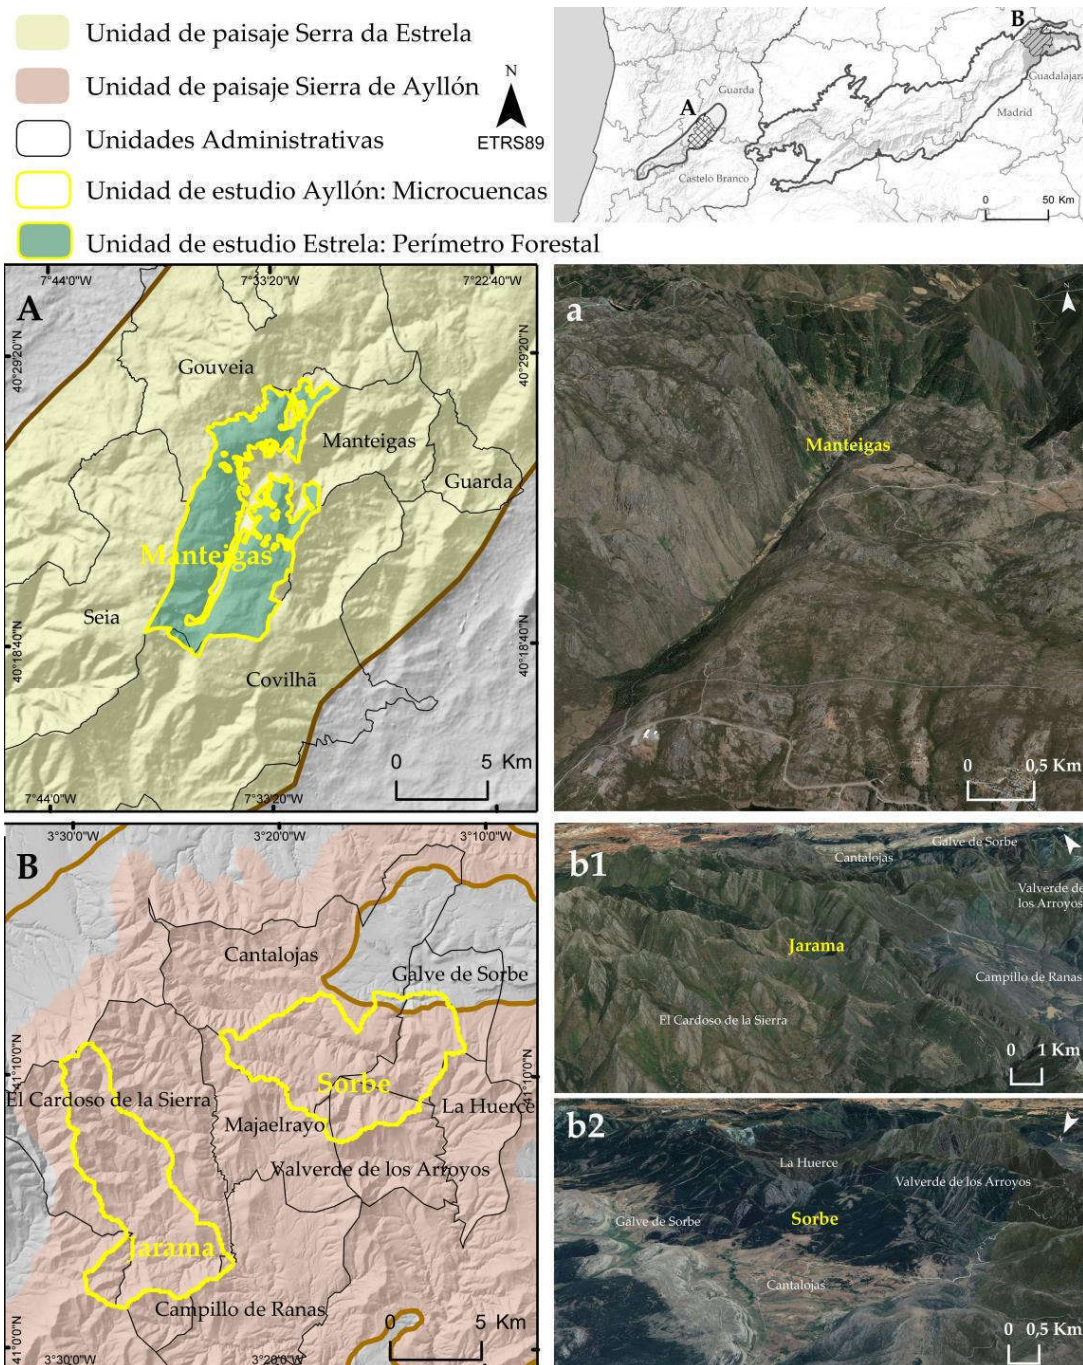 Unidad de paisaje Serra da Estrela
Unidad de paisaje Sierra de Ayllón
Unidades Administrativas
Unidad de estudio Ayllón: Microcuencas
Unidad de estudio Estrela: Perímetro Forestal
N
ETRS89
B
Guarda
A
Guadalajara
Madrid
Castelo Branco
0 50 Km
7°44'0"W 7°33'20"W 7°22'40"W
A
40°29'20"N 40°29'20"N
Gouveia
Manteigas
Guarda
Manteigas
Seia
40°18'40"N 40°18'40"N
Covilhã
0 5 Km
7°44'0"W 7°33'20"W
a
N
Manteigas
0 0,5 Km
3°30'0"W 3°20'0"W 3°10'0"W
B
Cantalojas
Galve de Sorbe
41°10'0"N 41°10'0"N
Sorbe
El Cardoso de la Sierra
La Huerce
Majaelrayo
Valverde de los Arroyos
Jarama
Campillo de Ranas
0 5 Km
41°0'0"N 41°0'0"N
3°30'0"W 3°20'0"W
b1
Galve de Sorbe
Cantalojas
Valverde de
los Arroyos
Jarama
Campillo de Ranas
El Cardoso de la Sierra
0 1 Km
b2
La Huerce
Valverde de los Arroyos
Galve de Sorbe
Sorbe
Cantalojas
0 0,5 Km